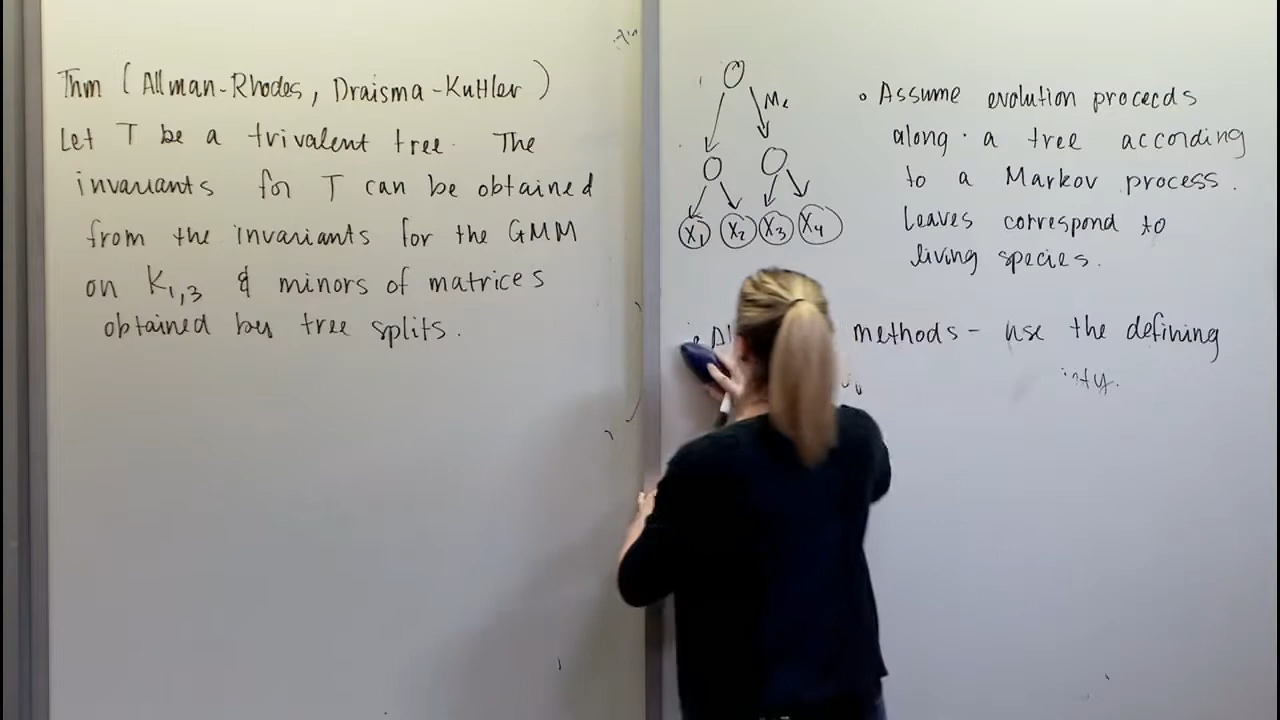 Thm (Allman-Rhodes, Draisma-Kuttler)
Let T be a trivalent tree. The
invariants for T can be obtained
from the invariants for the GMM
on K1,3 & minors of matrices
obtained by tree splits.
Me
X1 X2 X3 X4
• Assume evolution proceeds
along a tree according
to a Markov process.
Leaves correspond to
living species.
methods - use the defining